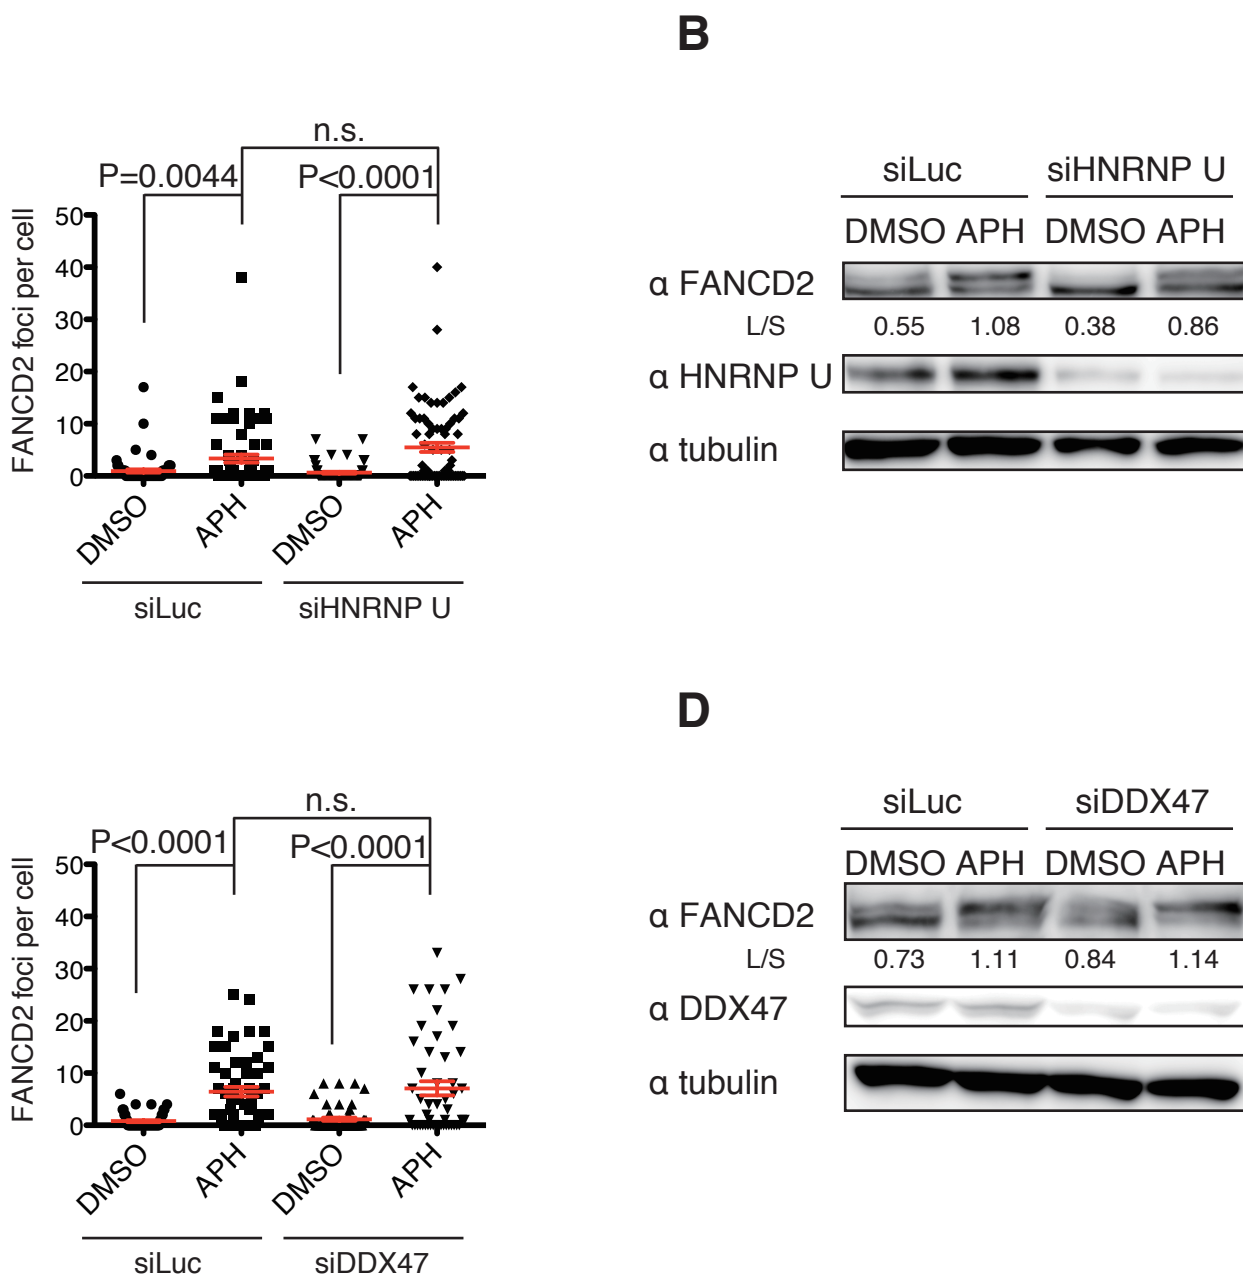 B
n.s.
P=0.0044
P<0.0001
FANCD2 foci per cell
50
40
30
20
10
0
DMSO
APH
DMSO
APH
siLuc
siHNRNP U
siLuc
siHNRNP U
DMSO APH DMSO APH
α FANCD2
L/S 0.55 1.08 0.38 0.86
α HNRNP U
α tubulin
D
n.s.
P<0.0001
P<0.0001
FANCD2 foci per cell
50
40
30
20
10
0
DMSO
APH
DMSO
APH
siLuc
siDDX47
siLuc
siDDX47
DMSO APH DMSO APH
α FANCD2
L/S 0.73 1.11 0.84 1.14
α DDX47
α tubulin